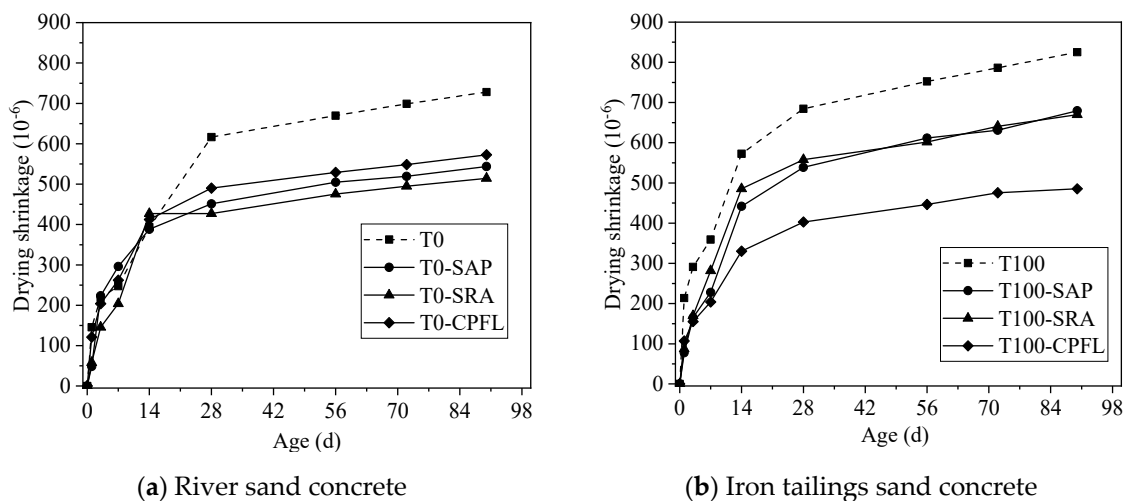 900
800
700
600
500
400
300
200
100
0
Drying shrinkage (10-6)
T0
T0-SAP
T0-SRA
T0-CPFL
0 14 28 42 56 70 84 98
Age (d)
(a) River sand concrete
900
800
700
600
500
400
300
200
100
0
Drying shrinkage (10-6)
T100
T100-SAP
T100-SRA
T100-CPFL
0 14 28 42 56 70 84 98
Age (d)
(b) Iron tailings sand concrete